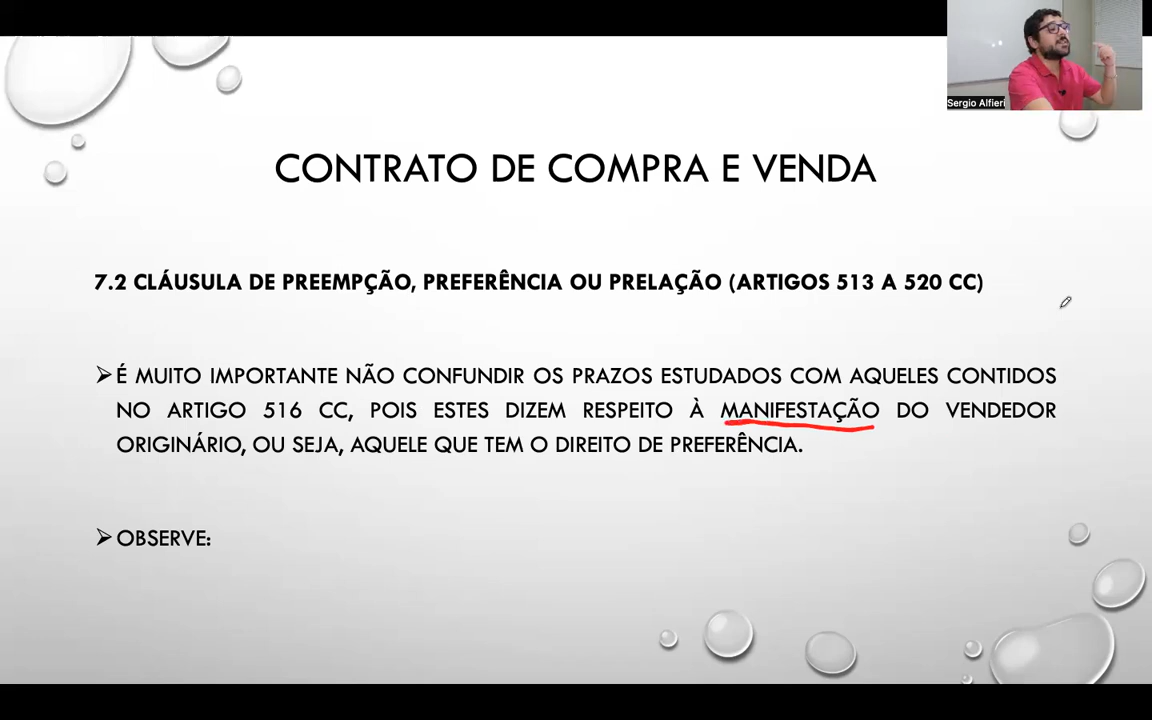 Sergio Alfieri
CONTRATO DE COMPRA E VENDA
7.2 CLÁUSULA DE PREEMPÇÃO, PREFERÊNCIA OU PRELAÇÃO (ARTIGOS 513 A 520 CC)
É MUITO IMPORTANTE NÃO CONFUNDIR OS PRAZOS ESTUDADOS COM AQUELES CONTIDOS
NO ARTIGO 516 CC, POIS ESTES DIZEM RESPEITO À MANIFESTAÇÃO DO VENDEDOR
ORIGINÁRIO, OU SEJA, AQUELE QUE TEM O DIREITO DE PREFERÊNCIA.
OBSERVE: